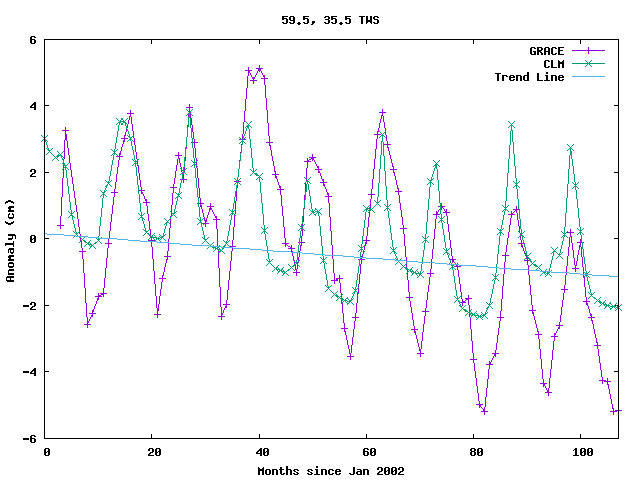 59.5, 35.5 TWS
GRACE
CLM
Trend Line
6
4
2
0
-2
-4
-6
Anomaly (cm)
0 20 40 60 80 100
Months since Jan 2002